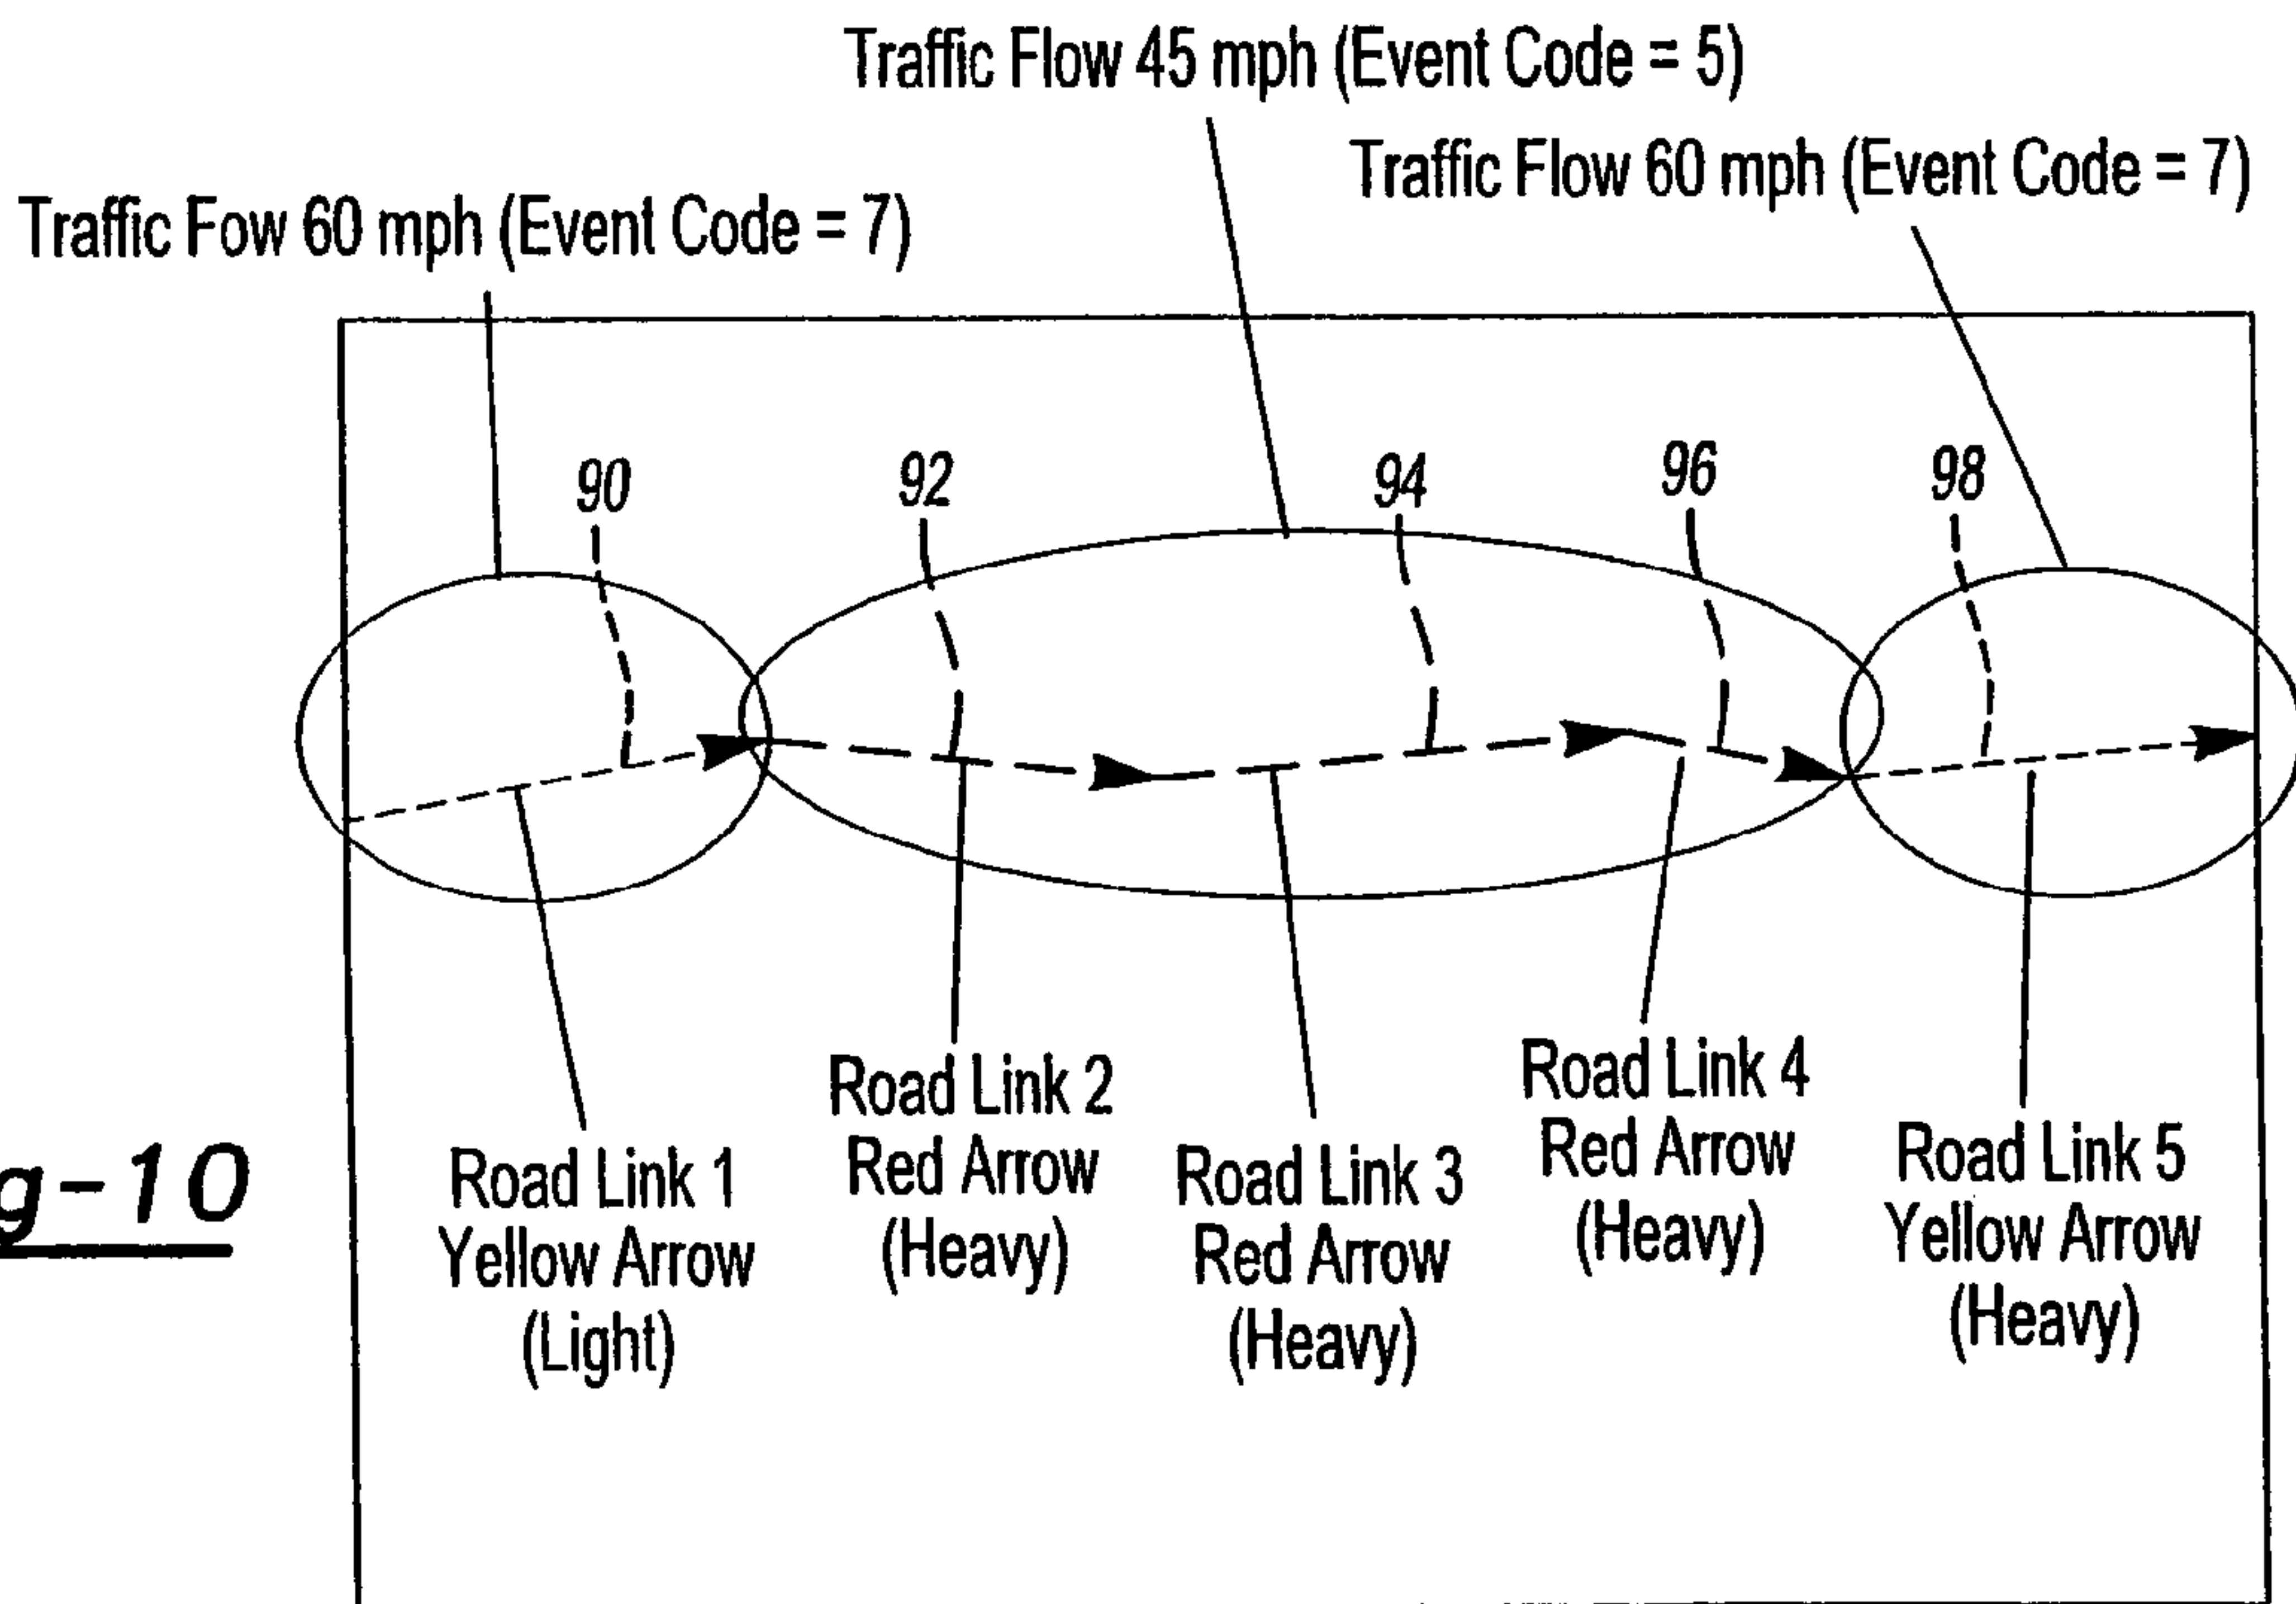 Traffic Flow 45 mph (Event Code = 5)
Traffic Flow 60 mph (Event Code = 7)
Traffic Fow 60 mph (Event Code = 7)
90
92
94
96
98
Road Link 1
Yellow Arrow
(Light)
Road Link 2
Red Arrow
(Heavy)
Road Link 3
Red Arrow
(Heavy)
Road Link 4
Red Arrow
(Heavy)
Road Link 5
Yellow Arrow
(Heavy)
g-10